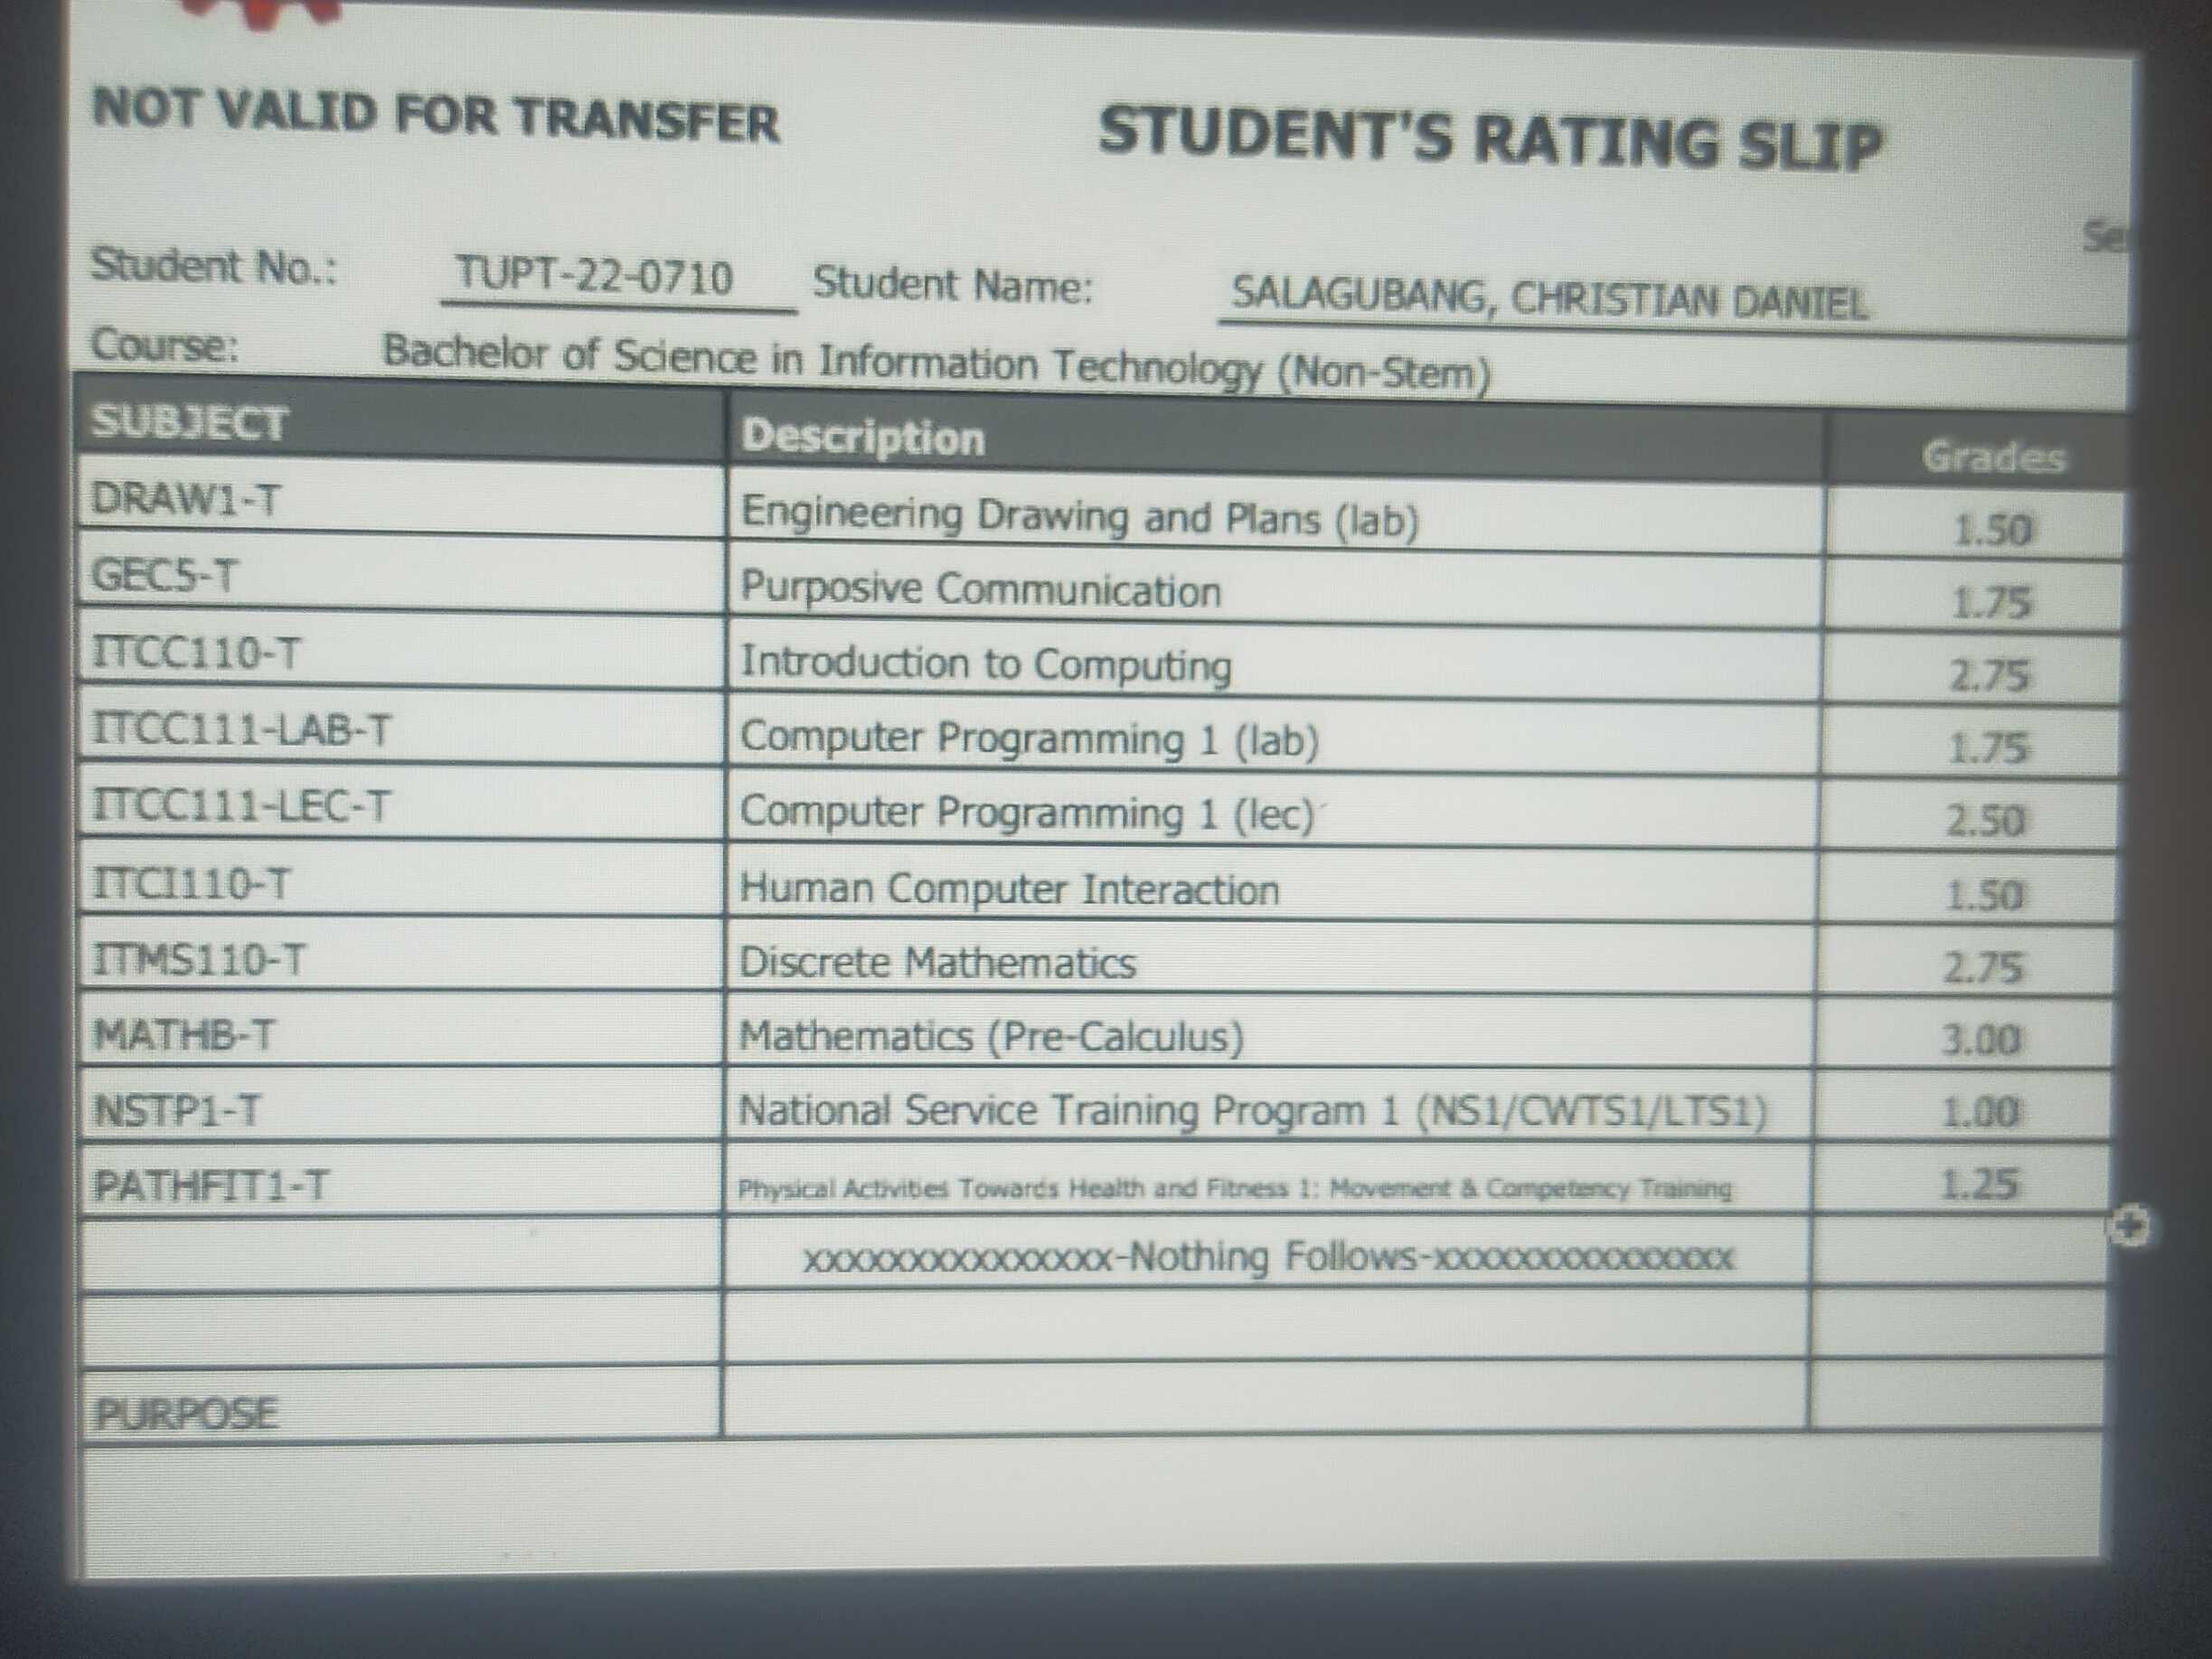 NOT VALID FOR TRANSFER STUDENT'S RATING SLIP
Student No.: TUPT-22-0710 Student Name: SALAGUBANG, CHRISTIAN DANIEL
Course: Bachelor of Science in Information Technology (Non-Stem)
SUBJECT Description Grades
DRAW1-T Engineering Drawing and Plans (lab) 1.50
GEC5-T Purposive Communication 1.75
ITCC110-T Introduction to Computing 2.75
ITCC111-LAB-T Computer Programming 1 (lab) 1.75
ITCC111-LEC-T Computer Programming 1 (lec) 2.50
ITCI110-T Human Computer Interaction 1.50
ITMS110-T Discrete Mathematics 2.75
MATHB-T Mathematics (Pre-Calculus) 3.00
NSTP1-T National Service Training Program 1 (NS1/CWTS1/LTS1) 1.00
PATHFIT1-T Physical Activities Towards Health and Fitness 1: Movement & Competency Training 1.25
xxxxxxxxxxxxxxx-Nothing Follows-xxxxxxxxxxxxxxx
PURPOSE